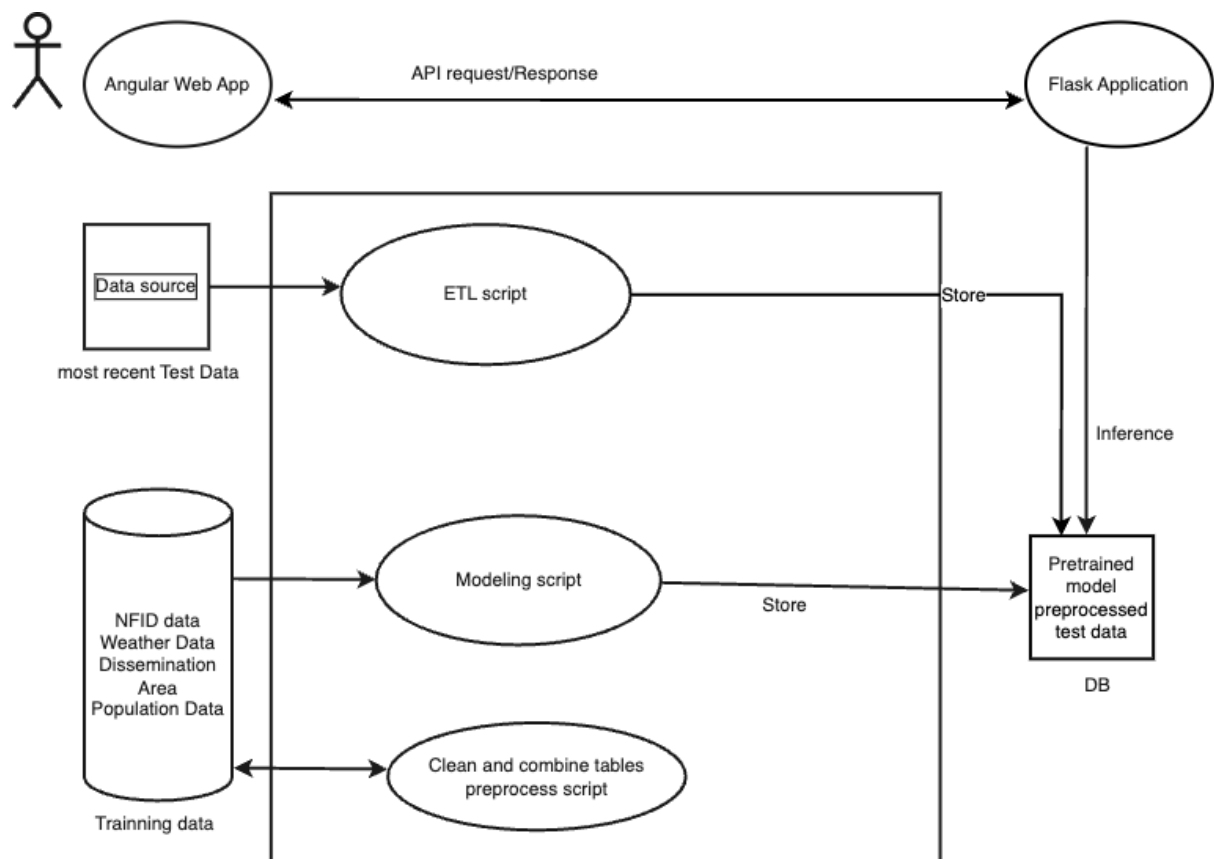 Angular Web App
API request/Response
Flask Application
Data source
most recent Test Data
ETL script
Store
Inference
NFID data
Weather Data
Dissemination
Area
Population Data
Trainning data
Modeling script
Store
Pretrained
model
preprocessed
test data
DB
Clean and combine tables
preprocess script